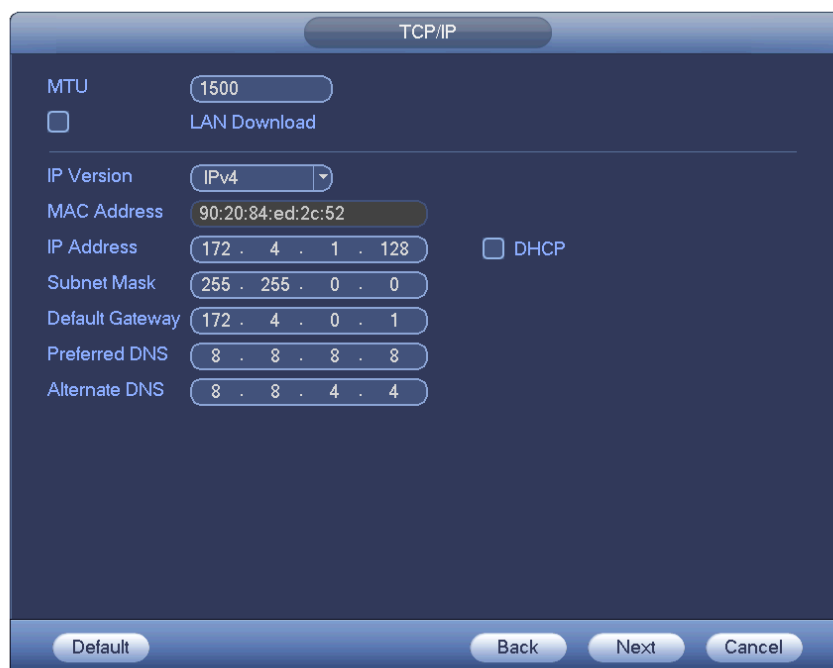 TCP/IP
MTU 1500
LAN Download
IP Version IPv4
MAC Address 90:20:84:ed:2c:52
IP Address 172 . 4 . 1 . 128 DHCP
Subnet Mask 255 . 255 . 0 . 0
Default Gateway 172 . 4 . 0 . 1
Preferred DNS 8 . 8 . 8 . 8
Alternate DNS 8 . 8 . 4 . 4
Default Back Next Cancel